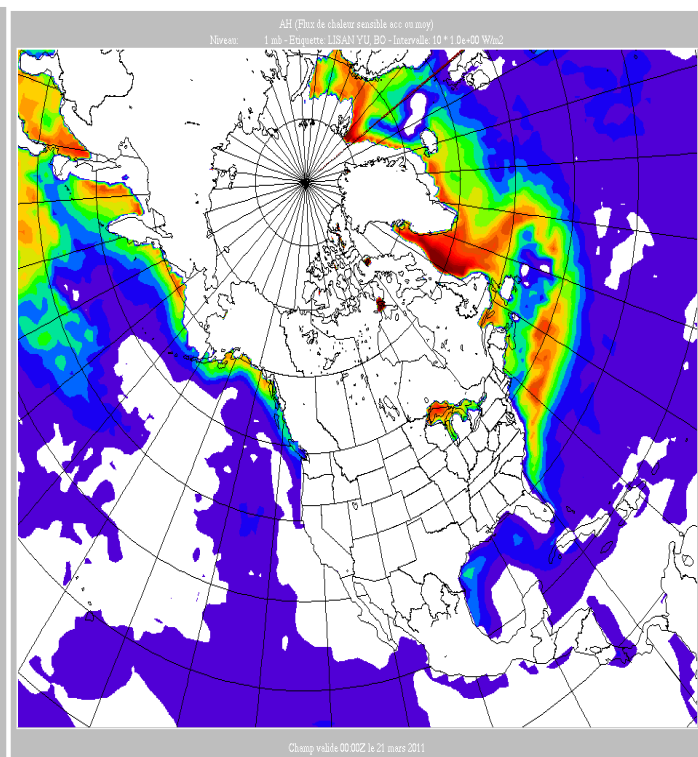 AH (Flux de chaleur sensible acc ou moy)
Niveau: 1 mb - Etiquette: LISAN YU, BO - Intervalle: 10 * 1.0e+00 W/m2
Champ valide 00:00Z le 21 mars 2011